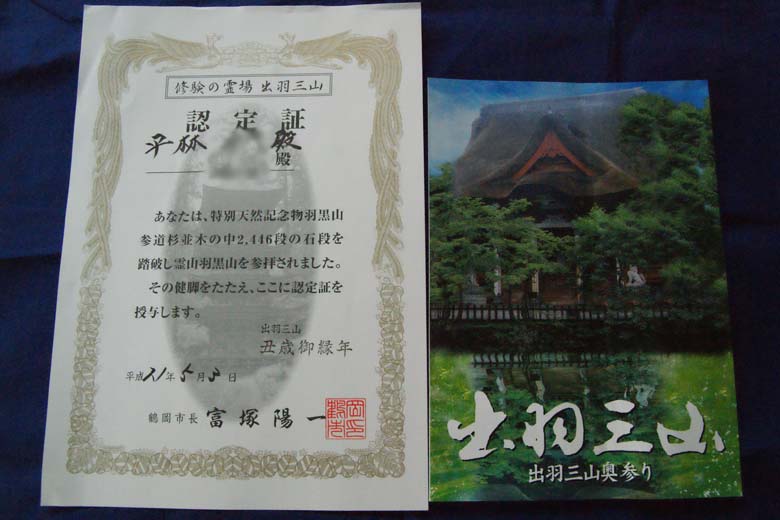 修験の霊場 出羽三山
認定証
平林 殿
殿
あなたは、特別天然記念物羽黒山
参道杉並木の中2,446段の石段を
踏破し霊山羽黒山を参拝されました。
その健脚をたたえ、ここに認定証を
授与します。
出羽三山
丑歳御縁年
平成21年5月3日
鶴岡市長 富塚陽一
出羽三山
出羽三山奥参り